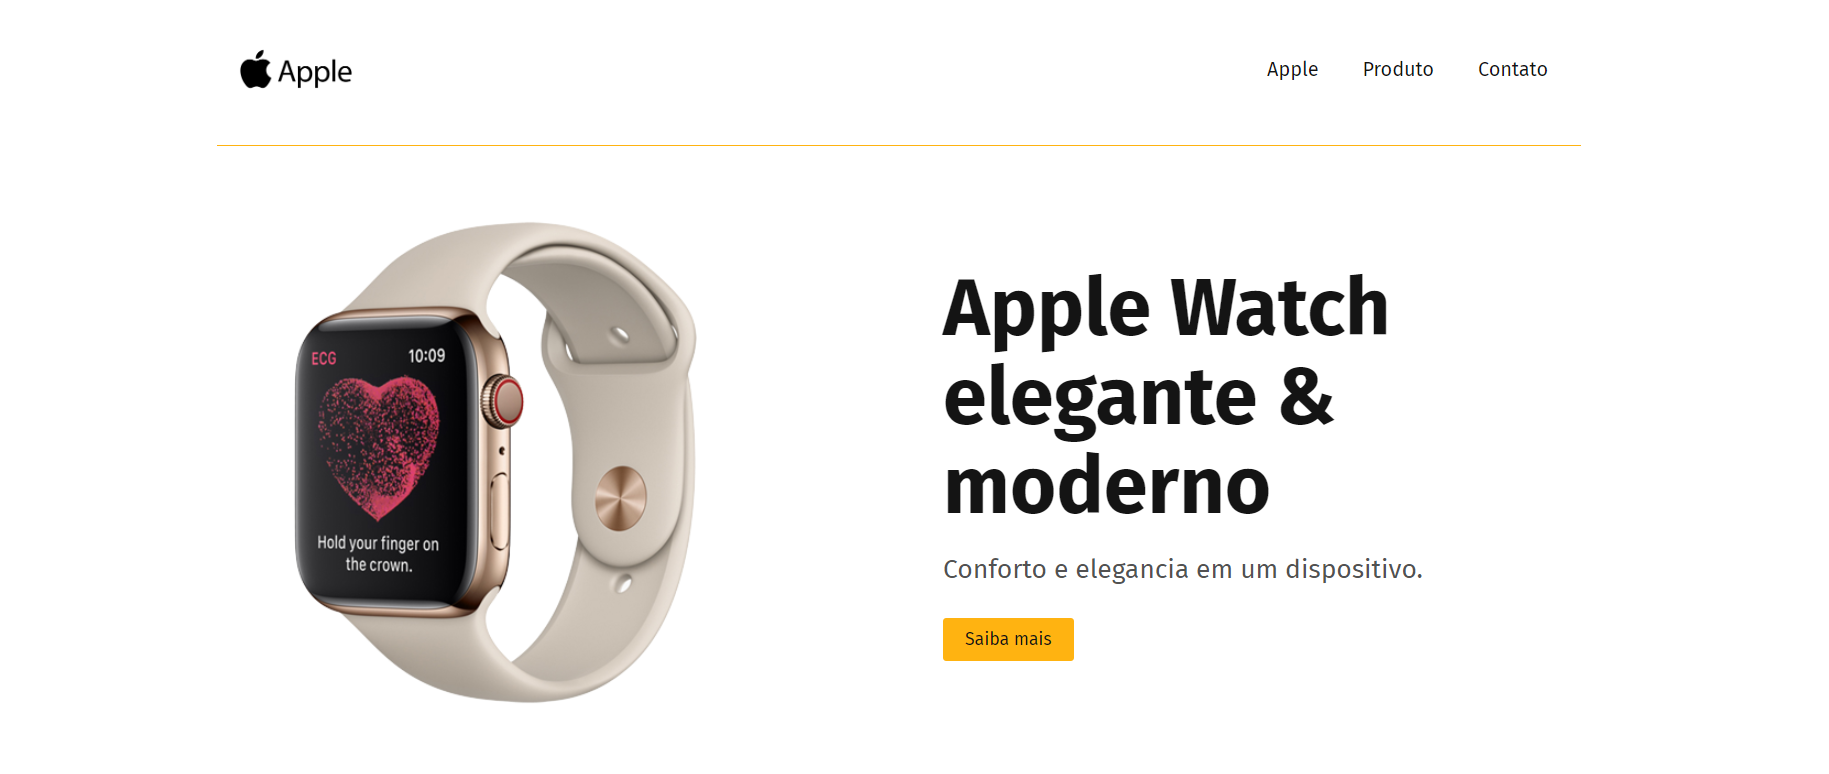 Apple
Apple Produto Contato
ECG 10:09
Hold your finger on
the crown.
Apple Watch
elegante &
moderno
Conforto e elegancia em um dispositivo.
Saiba mais